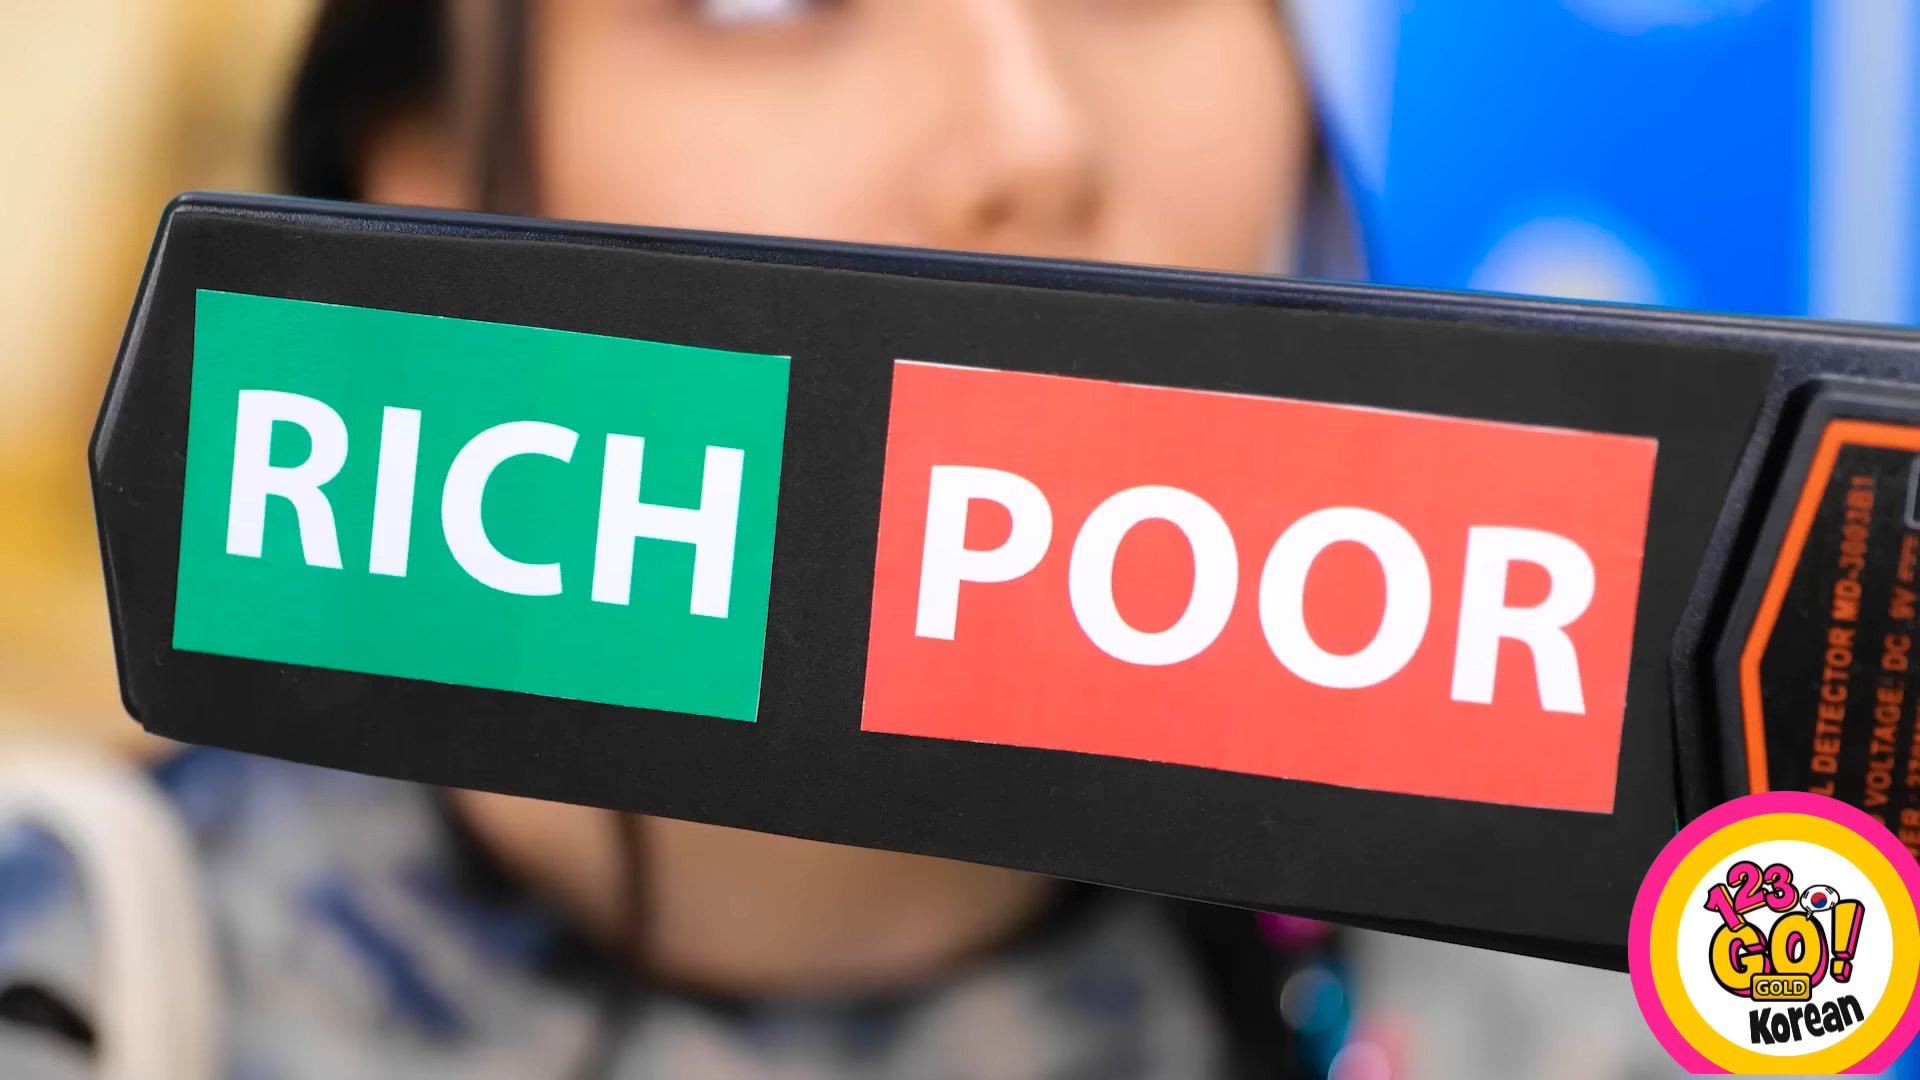 RICH
POOR
L DETECTOR MD-3003B1
VOLTAGE: DC 9V
123
GO!
GOLD
Korean